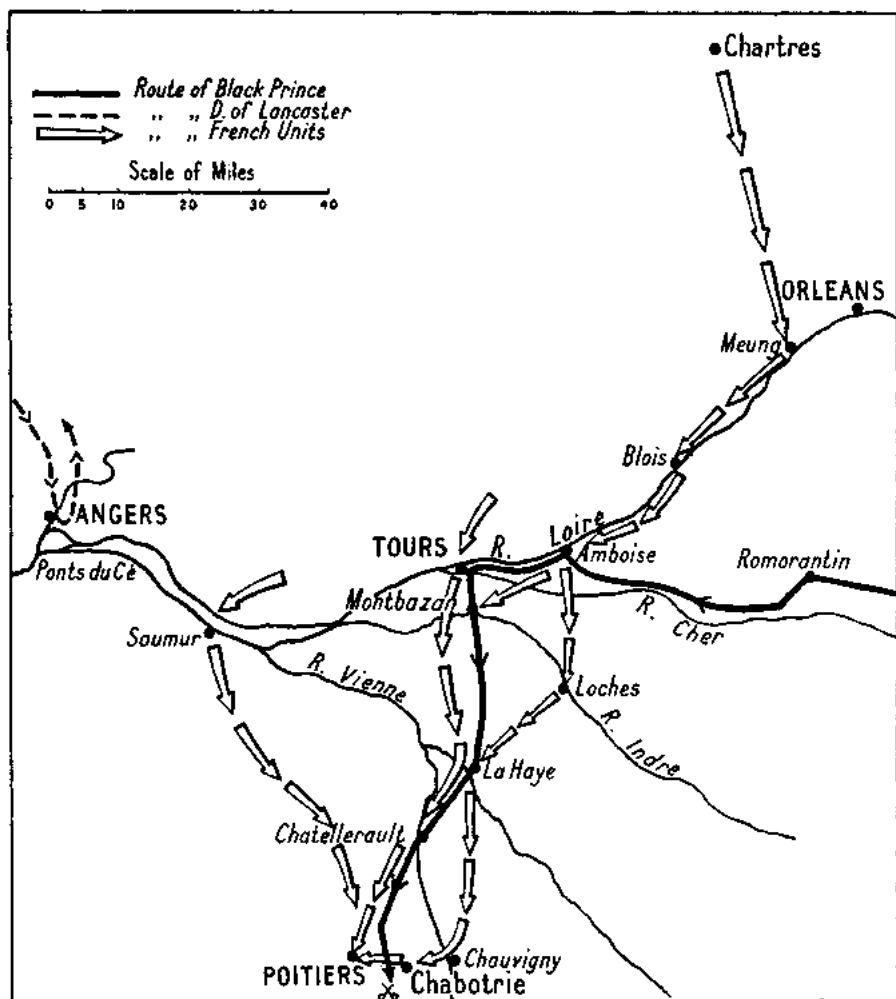 Chartres
Route of Black Prince
„ „ D. of Lancaster
„ „ French Units
Scale of Miles
0 5 10 20 30 40
ORLEANS
Meung
Blois
ANGERS
Ponts du Cé
TOURS
R. Loire
Amboise
Romorantin
Montbazan
R. Cher
Saumur
R. Vienne
Loches
R. Indre
La Haye
Chatellerault
POITIERS
Chabotrie
Chauvigny